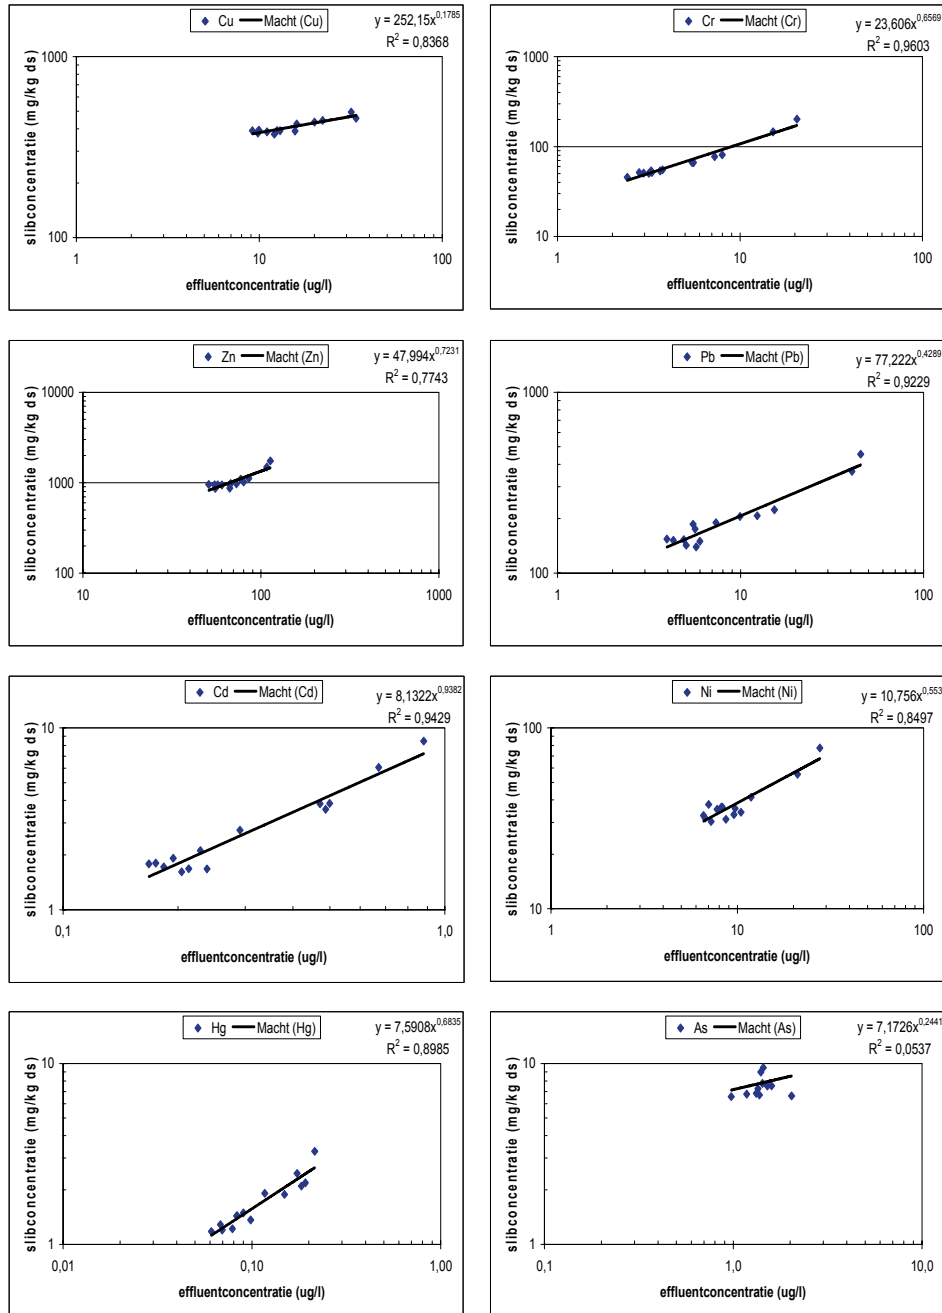 Cu Macht (Cu)
y = 252,15x^0,1785
R² = 0,8368
slibconcentratie (mg/kg ds)
1000
100
1 10 100
effluentconcentratie (ug/l)
Cr Macht (Cr)
y = 23,606x^0,6569
R² = 0,9603
slibconcentratie (mg/kg ds)
1000
100
10
1 10 100
effluentconcentratie (ug/l)
Zn Macht (Zn)
y = 47,994x^0,7231
R² = 0,7743
slibconcentratie (mg/kg ds)
10000
1000
100
10 100 1000
effluentconcentratie (ug/l)
Pb Macht (Pb)
y = 77,222x^0,4289
R² = 0,9229
slibconcentratie (mg/kg ds)
1000
100
1 10 100
effluentconcentratie (ug/l)
Cd Macht (Cd)
y = 8,1322x^0,9382
R² = 0,9429
slibconcentratie (mg/kg ds)
10
1
0,1 1,0
effluentconcentratie (ug/l)
Ni Macht (Ni)
y = 10,756x^0,553
R² = 0,8497
slibconcentratie (mg/kg ds)
100
10
1 10 100
effluentconcentratie (ug/l)
Hg Macht (Hg)
y = 7,5908x^0,6835
R² = 0,8985
slibconcentratie (mg/kg ds)
10
1
0,01 0,10 1,00
effluentconcentratie (ug/l)
As Macht (As)
y = 7,1726x^0,2441
R² = 0,0537
slibconcentratie (mg/kg ds)
10
1
0,1 1,0 10,0
effluentconcentratie (ug/l)